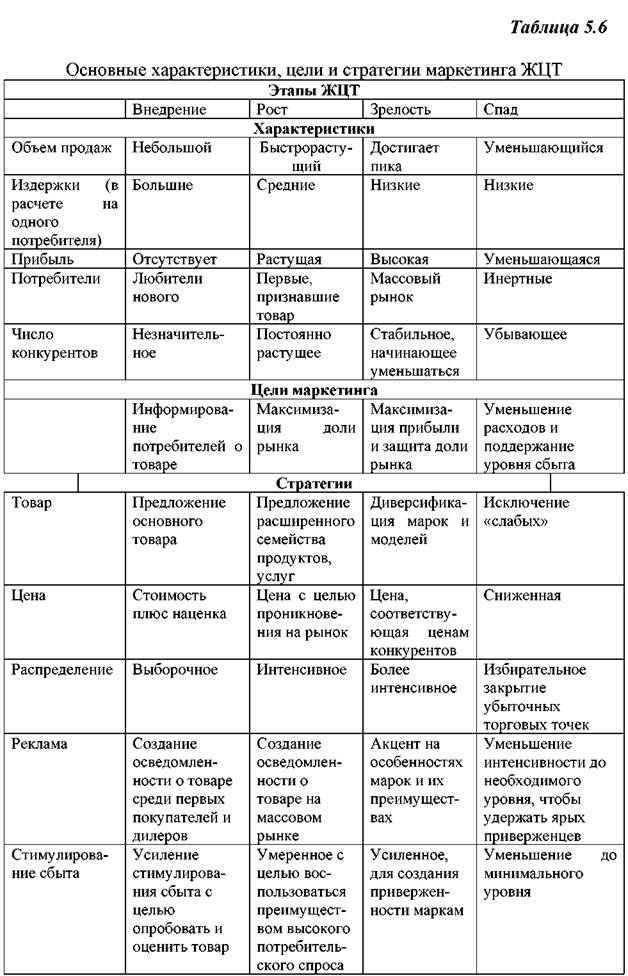 Таблица 5.6
Основные характеристики, цели и стратегии маркетинга ЖЦТ
Этапы ЖЦТ
Внедрение Рост Зрелость Спад
Характеристики
Объем продаж Небольшой Быстрорасту- Достигает Уменьшающийся
щий пика
Издержки (в Большие Средние Низкие Низкие
расчете на
одного
потребителя)
Прибыль Отсутствует Растущая Высокая Уменьшающаяся
Потребители Любители Первые, Массовый Инертные
нового признавшие рынок
товар
Число Незначитель- Постоянно Стабильное, Убывающее
конкурентов ное растущее начинающее
уменьшаться
Цели маркетинга
Информирова- Максимиза- Максимиза- Уменьшение
ние ция доли ция прибыли расходов и
потребителей о рынка и защита доли поддержание
товаре рынка уровня сбыта
Стратегии
Товар Предложение Предложение Диверсифика- Исключение
основного расширенного ция марок и «слабых»
товара семейства моделей
продуктов,
услуг
Цена Стоимость Цена с целью Цена, Сниженная
плюс наценка проникнове- соответству-
ния на рынок ющая ценам
конкурентов
Распределение Выборочное Интенсивное Более Избирательное
интенсивное закрытие
убыточных
торговых точек
Реклама Создание Создание Акцент на Уменьшение
осведомлен- осведомлен- особенностях интенсивности до
ности о товаре ности о марок и их необходимого
среди первых товаре на преимущест- уровня, чтобы
покупателей и массовом вах удержать ярых
дилеров рынке приверженцев
Стимулирова- Усиление Умеренное с Усиленное, Уменьшение до
ние сбыта стимулирова- целью вос- для создания минимального
ния сбыта с пользоваться привержен- уровня
целью преимущест- ности маркам
опробовать и вом высокого
оценить товар потребитель-
ского спроса